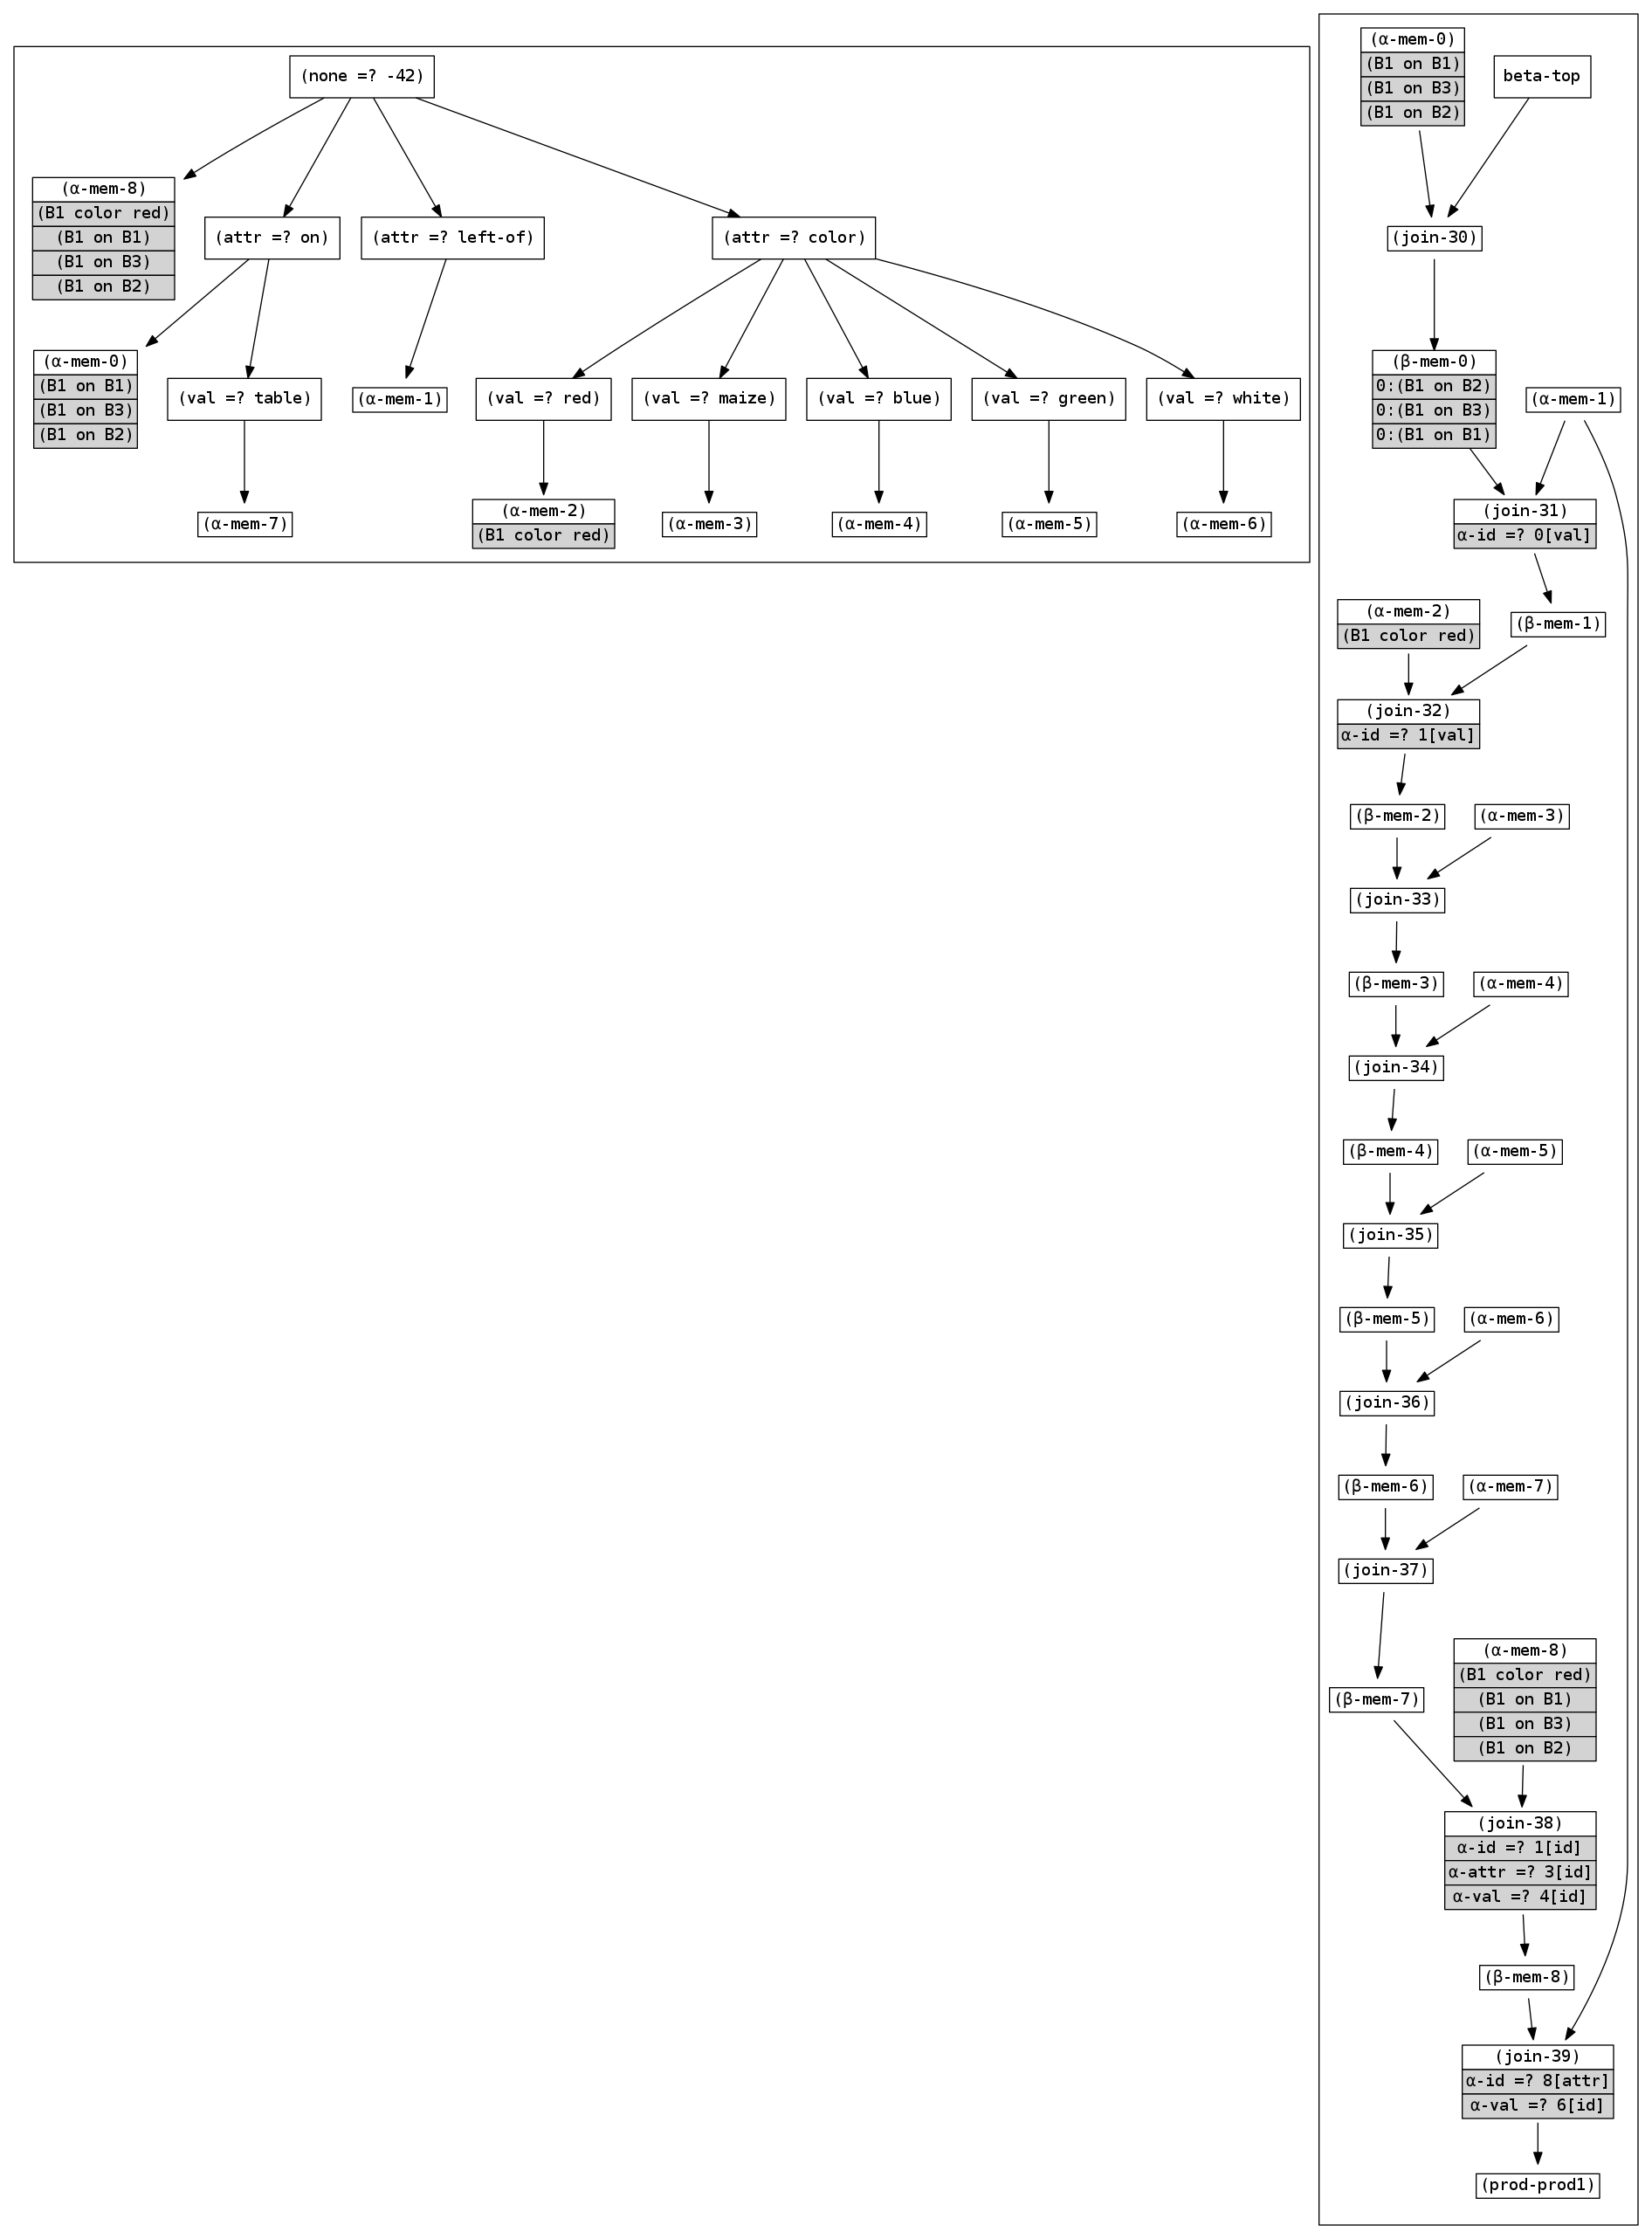 (none =? -42)
(α-mem-8)
(B1 color red)
(B1 on B1)
(B1 on B3)
(B1 on B2)
(attr =? on)
(attr =? left-of)
(attr =? color)
(α-mem-0)
(B1 on B1)
(B1 on B3)
(B1 on B2)
(val =? table)
(α-mem-1)
(val =? red)
(val =? maize)
(val =? blue)
(val =? green)
(val =? white)
(α-mem-7)
(α-mem-2)
(B1 color red)
(α-mem-3)
(α-mem-4)
(α-mem-5)
(α-mem-6)
(α-mem-0)
(B1 on B1)
(B1 on B3)
(B1 on B2)
beta-top
(join-30)
(β-mem-0)
0:(B1 on B2)
0:(B1 on B3)
0:(B1 on B1)
(α-mem-1)
(join-31)
α-id =? 0[val]
(α-mem-2)
(B1 color red)
(β-mem-1)
(join-32)
α-id =? 1[val]
(β-mem-2)
(α-mem-3)
(join-33)
(β-mem-3)
(α-mem-4)
(join-34)
(β-mem-4)
(α-mem-5)
(join-35)
(β-mem-5)
(α-mem-6)
(join-36)
(β-mem-6)
(α-mem-7)
(join-37)
(β-mem-7)
(α-mem-8)
(B1 color red)
(B1 on B1)
(B1 on B3)
(B1 on B2)
(join-38)
α-id =? 1[id]
α-attr =? 3[id]
α-val =? 4[id]
(β-mem-8)
(join-39)
α-id =? 8[attr]
α-val =? 6[id]
(prod-prod1)